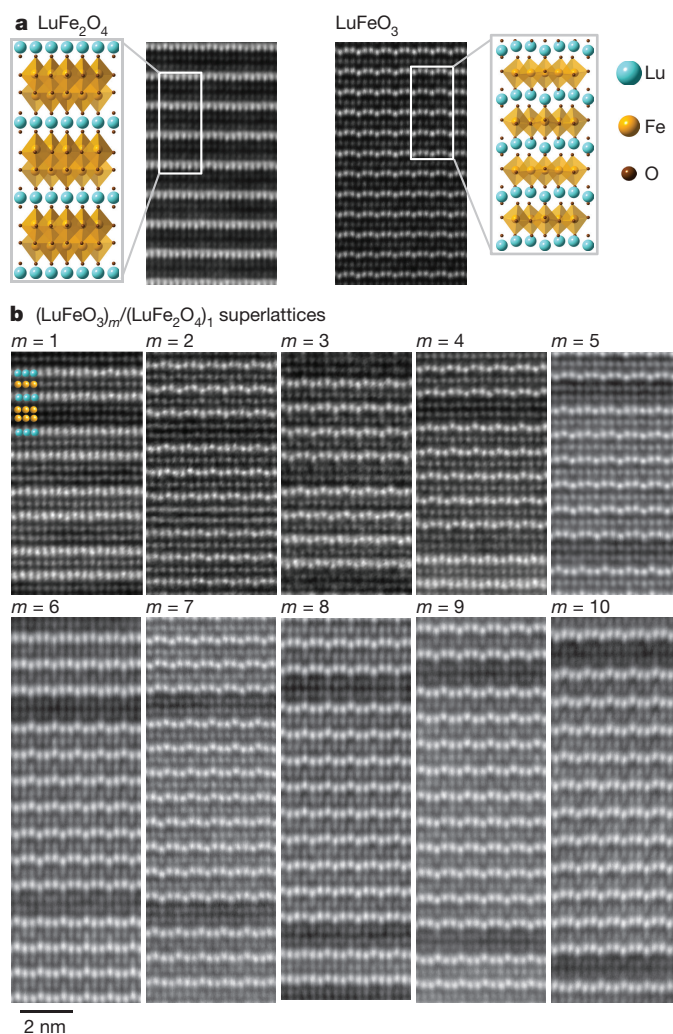 a LuFe₂O₄
LuFeO₃
Lu
Fe
O
b (LuFeO₃)ₘ/(LuFe₂O₄)₁ superlattices
m = 1
m = 2
m = 3
m = 4
m = 5
m = 6
m = 7
m = 8
m = 9
m = 10
2 nm